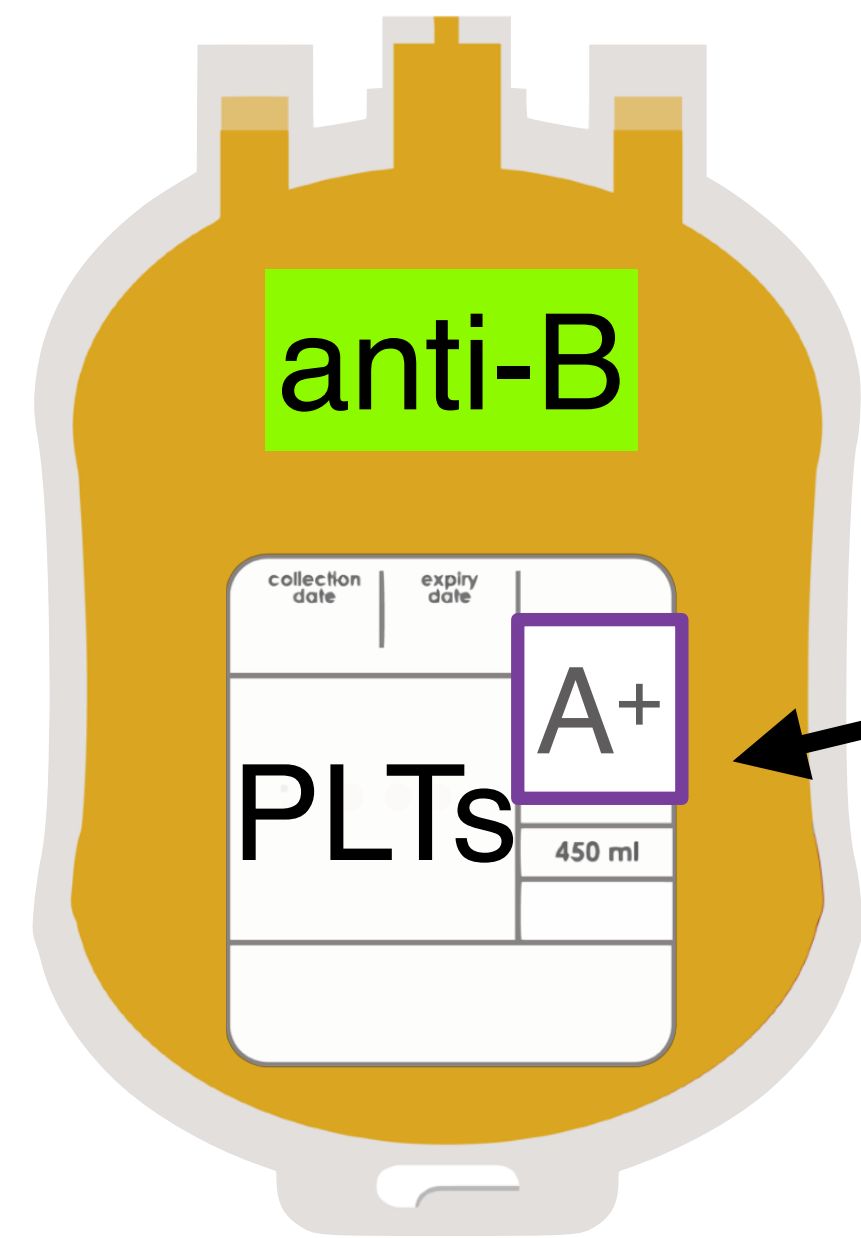 anti-B
collection
date
expiry
date
A+
PLTs
450 ml